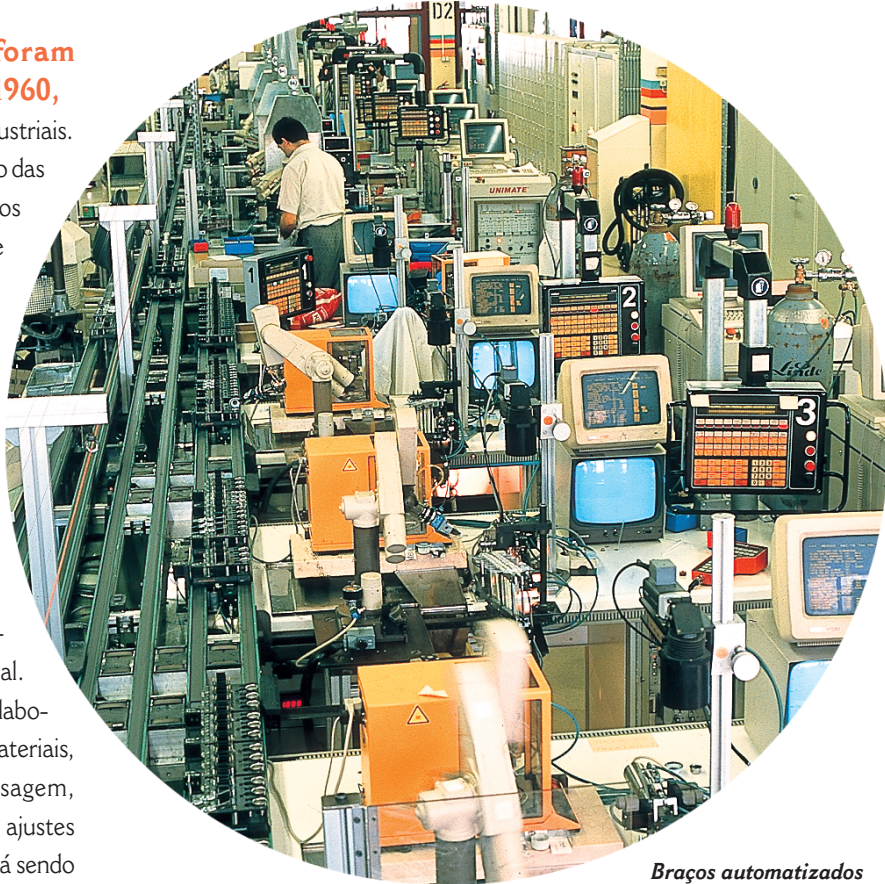 foram
1960,
ustriais.
o das
os
e
-
al.
labo-
ateriais,
sagem,
ajustes
á sendo
D2
UNIMATE
1
2
3
Linde
Braços automatizados